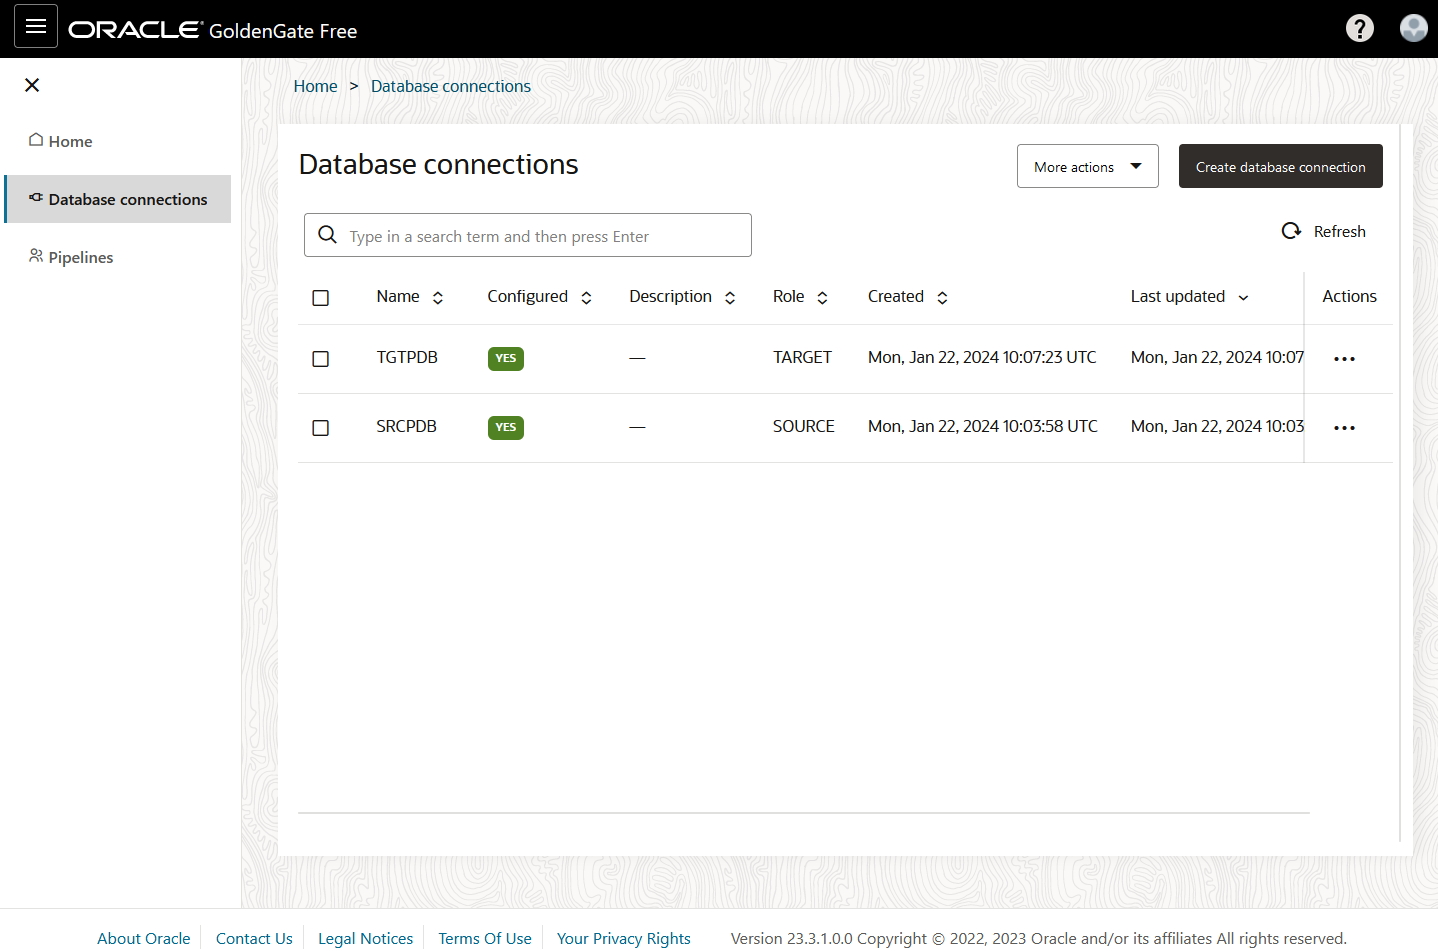 ORACLE GoldenGate Free
Home > Database connections
Home
Database connections
Pipelines
Database connections
More actions
Create database connection
Type in a search term and then press Enter
Refresh
Name Configured Description Role Created Last updated Actions
TGTPDB YES — TARGET Mon, Jan 22, 2024 10:07:23 UTC Mon, Jan 22, 2024 10:07
SRCPDB YES — SOURCE Mon, Jan 22, 2024 10:03:58 UTC Mon, Jan 22, 2024 10:03
About Oracle Contact Us Legal Notices Terms Of Use Your Privacy Rights Version 23.3.1.0.0 Copyright © 2022, 2023 Oracle and/or its affiliates All rights reserved.